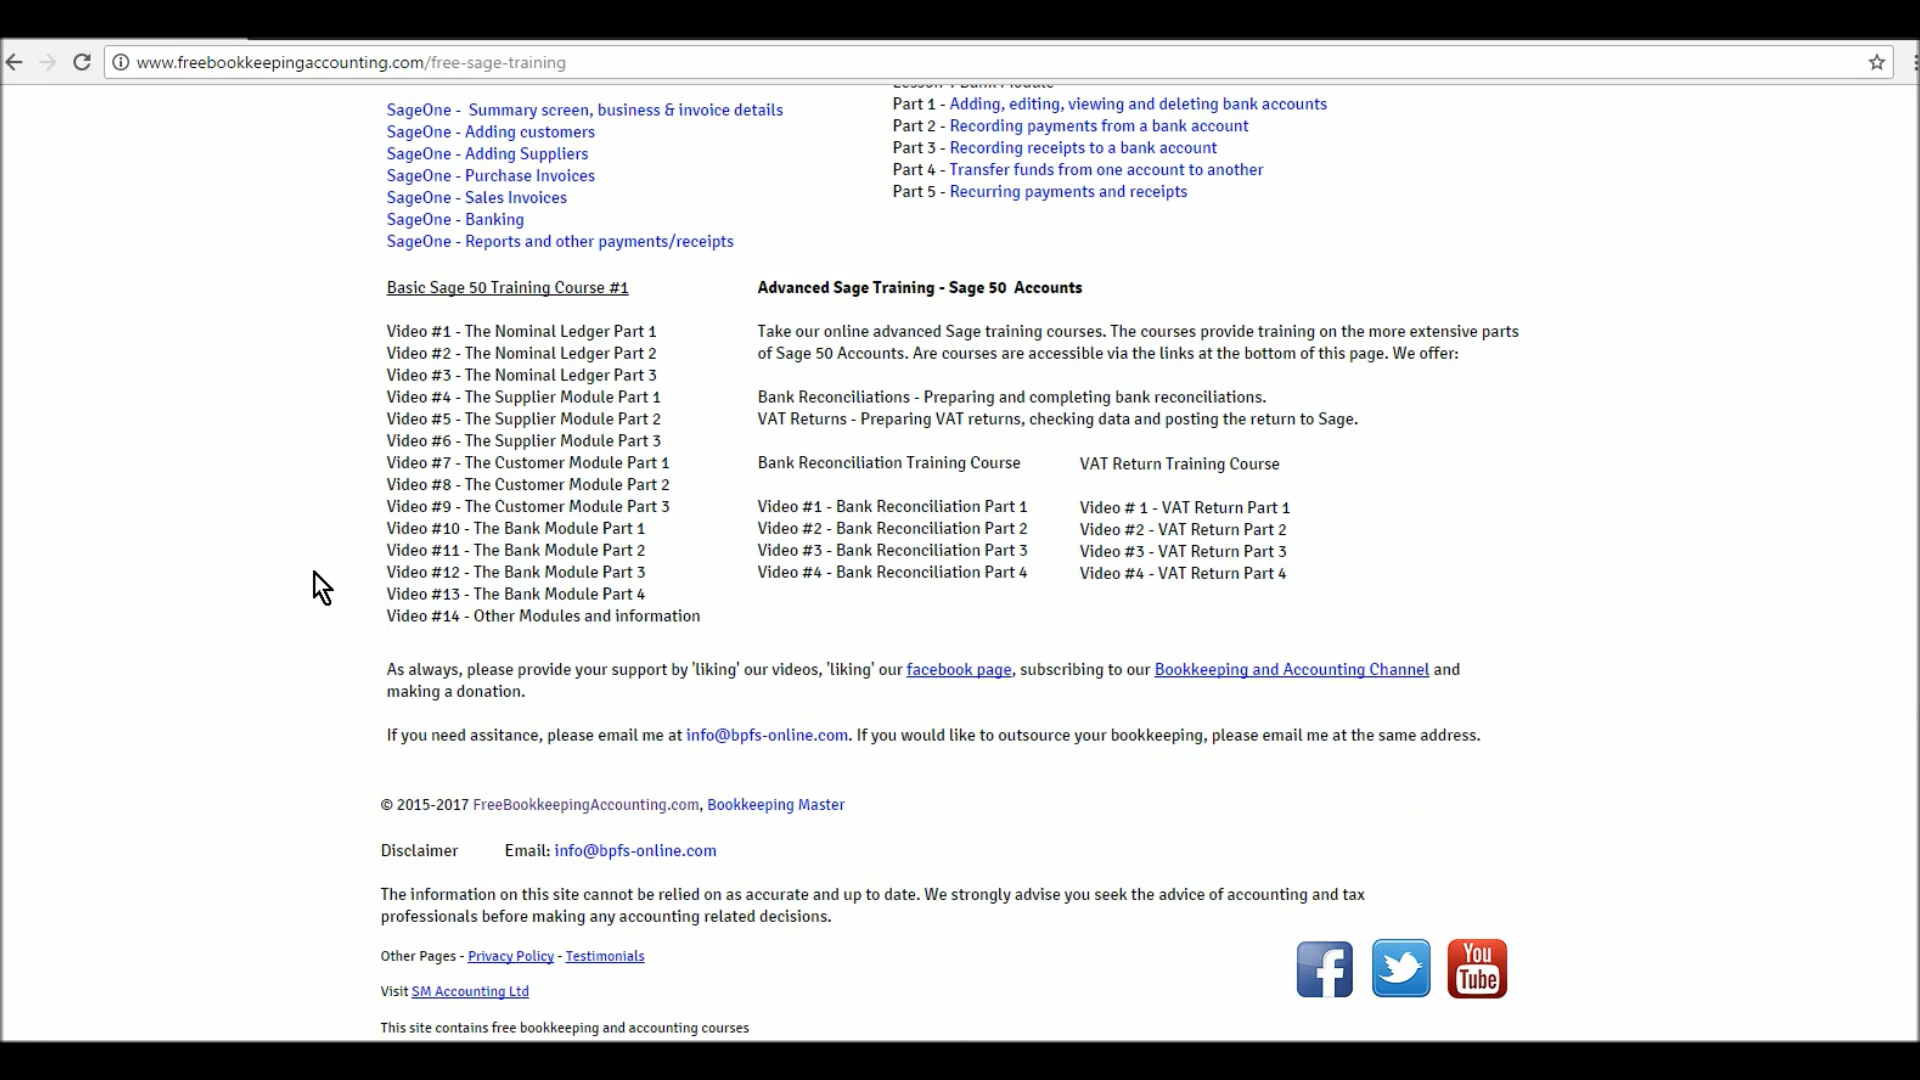 www.freebookkeepingaccounting.com/free-sage-training
SageOne - Summary screen, business & invoice details
SageOne - Adding customers
SageOne - Adding Suppliers
SageOne - Purchase Invoices
SageOne - Sales Invoices
SageOne - Banking
SageOne - Reports and other payments/receipts
Part 1 - Adding, editing, viewing and deleting bank accounts
Part 2 - Recording payments from a bank account
Part 3 - Recording receipts to a bank account
Part 4 - Transfer funds from one account to another
Part 5 - Recurring payments and receipts
Basic Sage 50 Training Course #1
Video #1 - The Nominal Ledger Part 1
Video #2 - The Nominal Ledger Part 2
Video #3 - The Nominal Ledger Part 3
Video #4 - The Supplier Module Part 1
Video #5 - The Supplier Module Part 2
Video #6 - The Supplier Module Part 3
Video #7 - The Customer Module Part 1
Video #8 - The Customer Module Part 2
Video #9 - The Customer Module Part 3
Video #10 - The Bank Module Part 1
Video #11 - The Bank Module Part 2
Video #12 - The Bank Module Part 3
Video #13 - The Bank Module Part 4
Video #14 - Other Modules and information
Advanced Sage Training - Sage 50 Accounts
Take our online advanced Sage training courses. The courses provide training on the more extensive parts
of Sage 50 Accounts. Are courses are accessible via the links at the bottom of this page. We offer:
Bank Reconciliations - Preparing and completing bank reconciliations.
VAT Returns - Preparing VAT returns, checking data and posting the return to Sage.
Bank Reconciliation Training Course
Video #1 - Bank Reconciliation Part 1
Video #2 - Bank Reconciliation Part 2
Video #3 - Bank Reconciliation Part 3
Video #4 - Bank Reconciliation Part 4
VAT Return Training Course
Video # 1 - VAT Return Part 1
Video #2 - VAT Return Part 2
Video #3 - VAT Return Part 3
Video #4 - VAT Return Part 4
As always, please provide your support by 'liking' our videos, 'liking' our facebook page, subscribing to our Bookkeeping and Accounting Channel and
making a donation.
If you need assitance, please email me at info@bpfs-online.com. If you would like to outsource your bookkeeping, please email me at the same address.
© 2015-2017 FreeBookkeepingAccounting.com, Bookkeeping Master
Disclaimer Email: info@bpfs-online.com
The information on this site cannot be relied on as accurate and up to date. We strongly advise you seek the advice of accounting and tax
professionals before making any accounting related decisions.
Other Pages - Privacy Policy - Testimonials
Visit SM Accounting Ltd
This site contains free bookkeeping and accounting courses
f
You
Tube